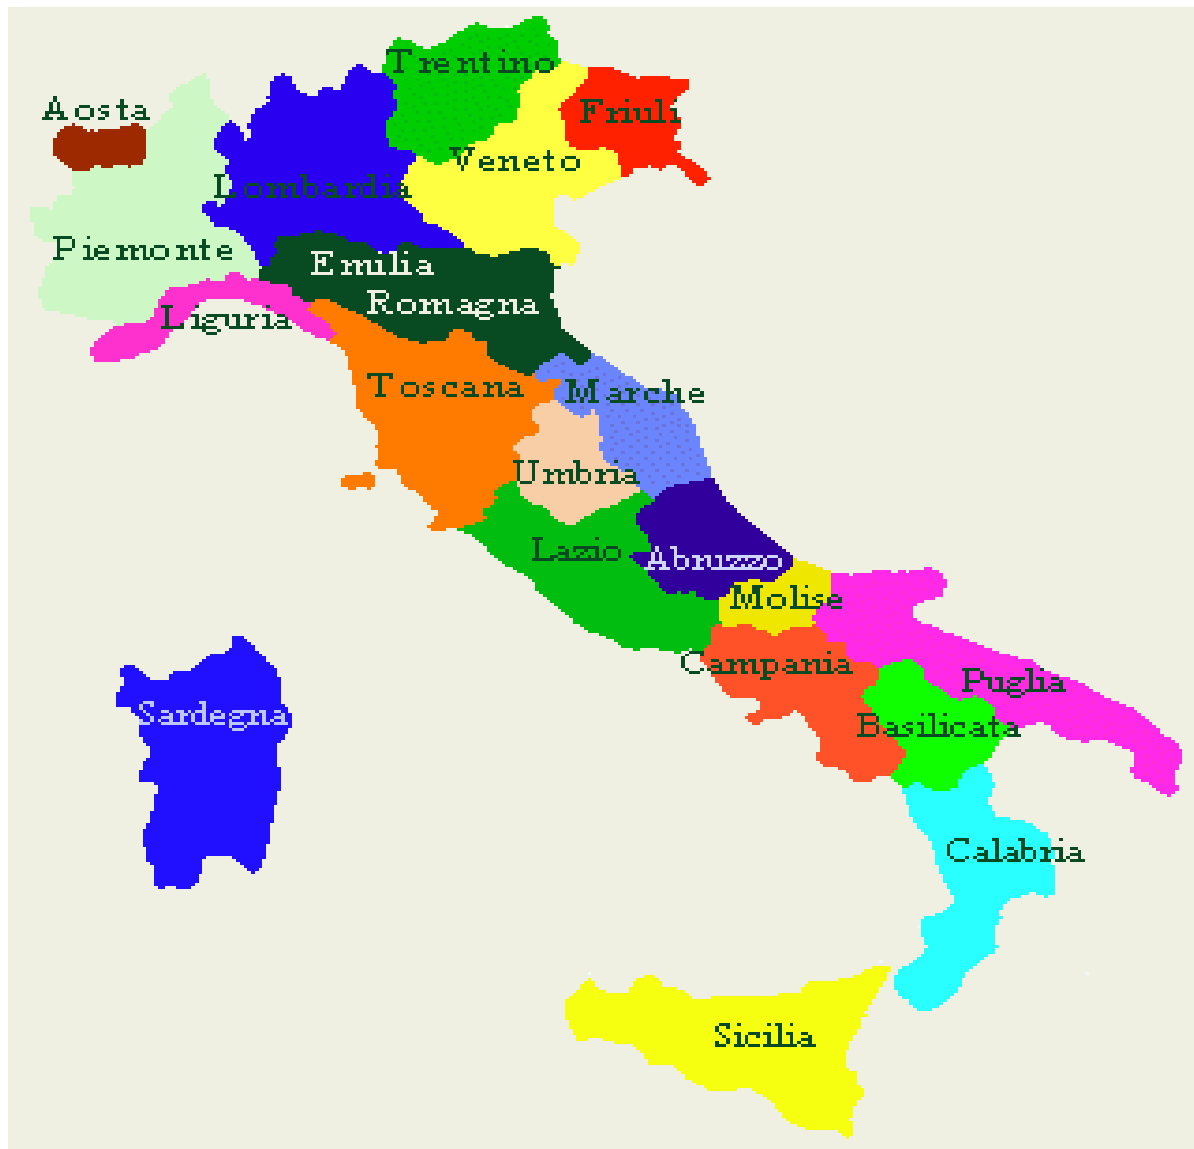 Trentino
Aosta
Friuli
Veneto
Lombardia
Piemonte
Emilia
Romagna
Liguria
Toscana
Marche
Umbria
Lazio
Abruzzo
Molise
Campania
Puglia
Sardegna
Basilicata
Calabria
Sicilia